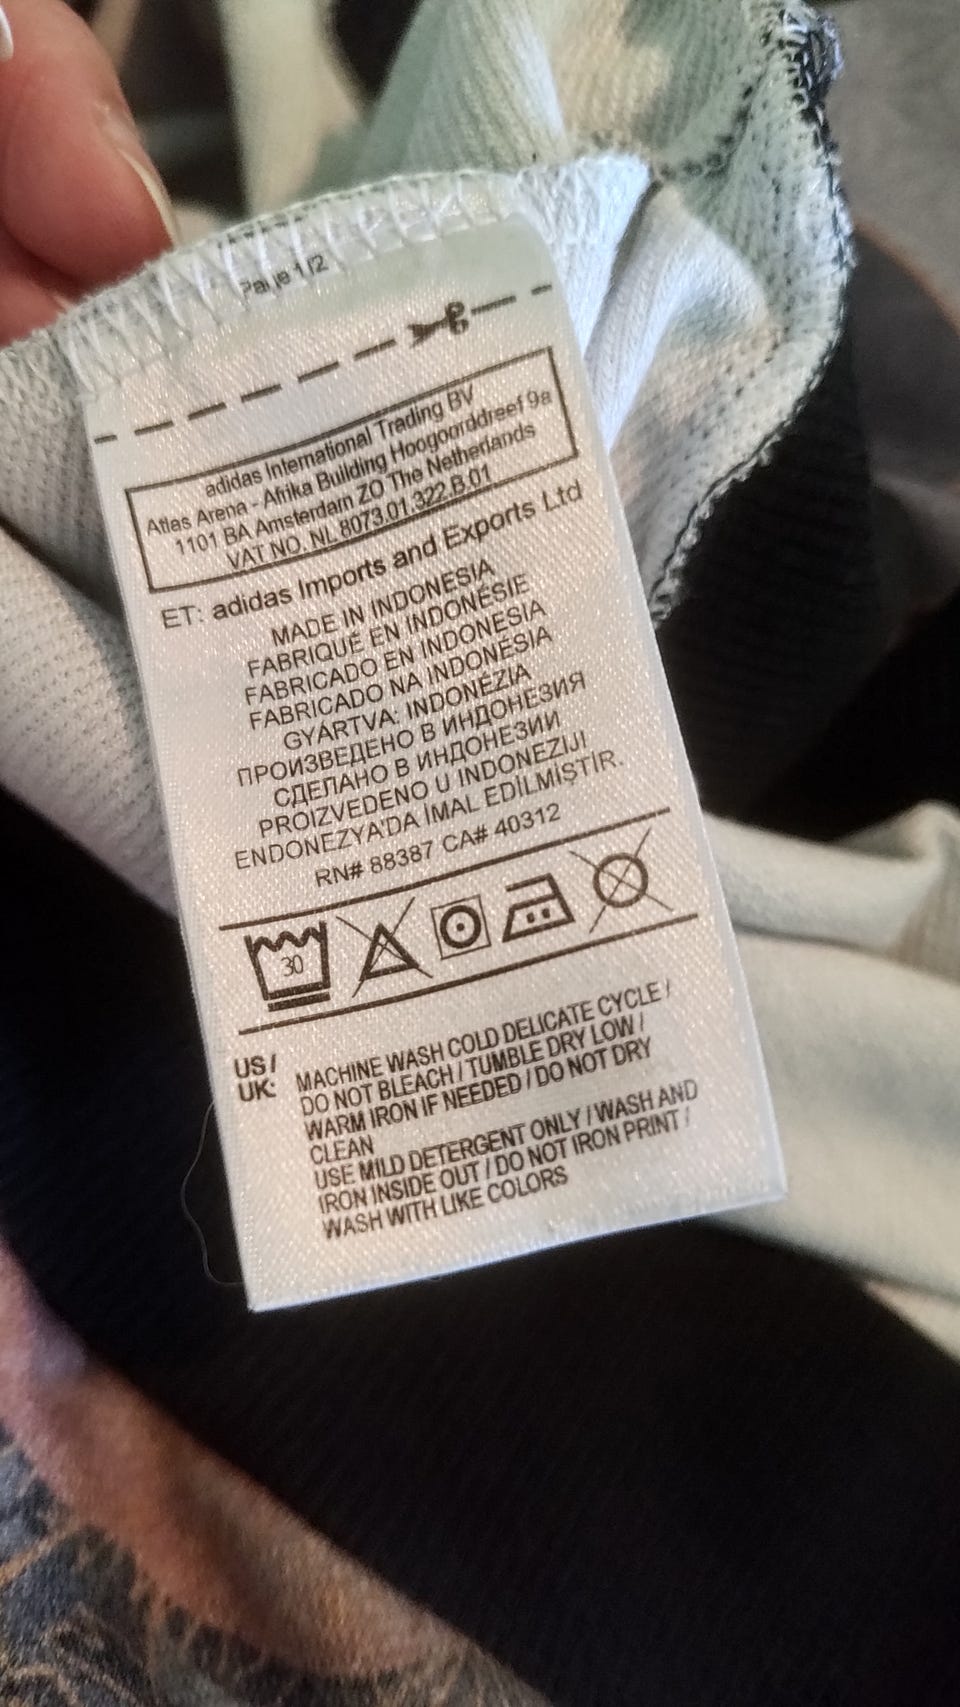 Page 1/2
adidas International Trading BV
Atlas Arena - Afrika Building Hoogoorddreef 9a
1101 BA Amsterdam ZO The Netherlands
VAT NO. NL 8073.01.322.B.01
ET: adidas Imports and Exports Ltd
MADE IN INDONESIA
FABRIQUÉ EN INDONÉSIE
FABRICADO EN INDONESIA
FABRICADO NA INDONÉSIA
GYÁRTVA: INDONÉZIA
ПРОИЗВЕДЕНО В ИНДОНЕЗИЯ
СДЕЛАНО В ИНДОНЕЗИИ
PROIZVEDENO U INDONEZIJI
ENDONEZYA'DA İMAL EDİLMİŞTİR.
RN# 88387 CA# 40312
30
US / UK: MACHINE WASH COLD DELICATE CYCLE /
DO NOT BLEACH / TUMBLE DRY LOW /
WARM IRON IF NEEDED / DO NOT DRY
CLEAN
USE MILD DETERGENT ONLY / WASH AND
IRON INSIDE OUT / DO NOT IRON PRINT /
WASH WITH LIKE COLORS